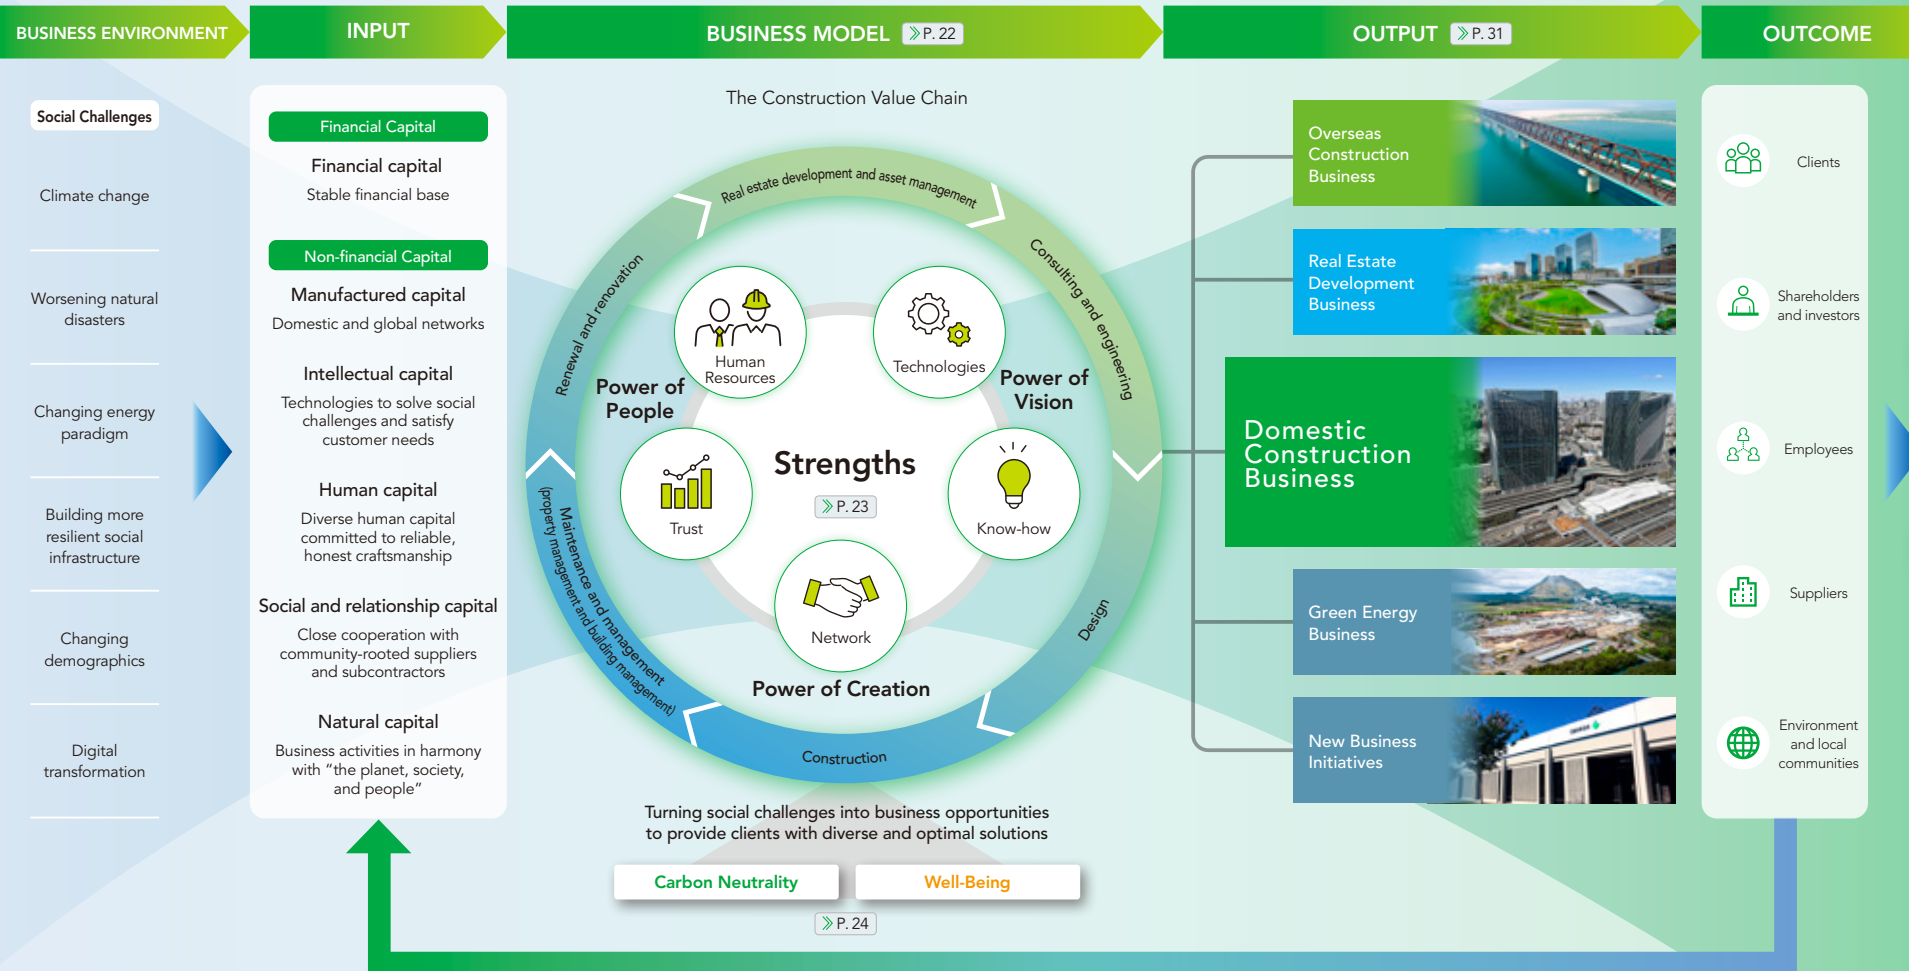 BUSINESS ENVIRONMENT
INPUT
BUSINESS MODEL
P. 22
OUTPUT
P. 31
OUTCOME
Social Challenges
Climate change
Worsening natural
disasters
Changing energy
paradigm
Building more
resilient social
infrastructure
Changing
demographics
Digital
transformation
Financial Capital
Financial capital
Stable financial base
Non-financial Capital
Manufactured capital
Domestic and global networks
Intellectual capital
Technologies to solve social
challenges and satisfy
customer needs
Human capital
Diverse human capital
committed to reliable,
honest craftsmanship
Social and relationship capital
Close cooperation with
community-rooted suppliers
and subcontractors
Natural capital
Business activities in harmony
with “the planet, society,
and people”
The Construction Value Chain
Real estate development and asset management
Consulting and engineering
Design
Construction
Maintenance and management
(property management and building management)
Renewal and renovation
Human
Resources
Technologies
Power of
People
Power of
Vision
Strengths
P. 23
Trust
Know-how
Network
Power of Creation
Turning social challenges into business opportunities
to provide clients with diverse and optimal solutions
Carbon Neutrality
Well-Being
P. 24
Overseas
Construction
Business
Real Estate
Development
Business
Domestic
Construction
Business
Green Energy
Business
New Business
Initiatives
Clients
Shareholders
and investors
Employees
Suppliers
Environment
and local
communities